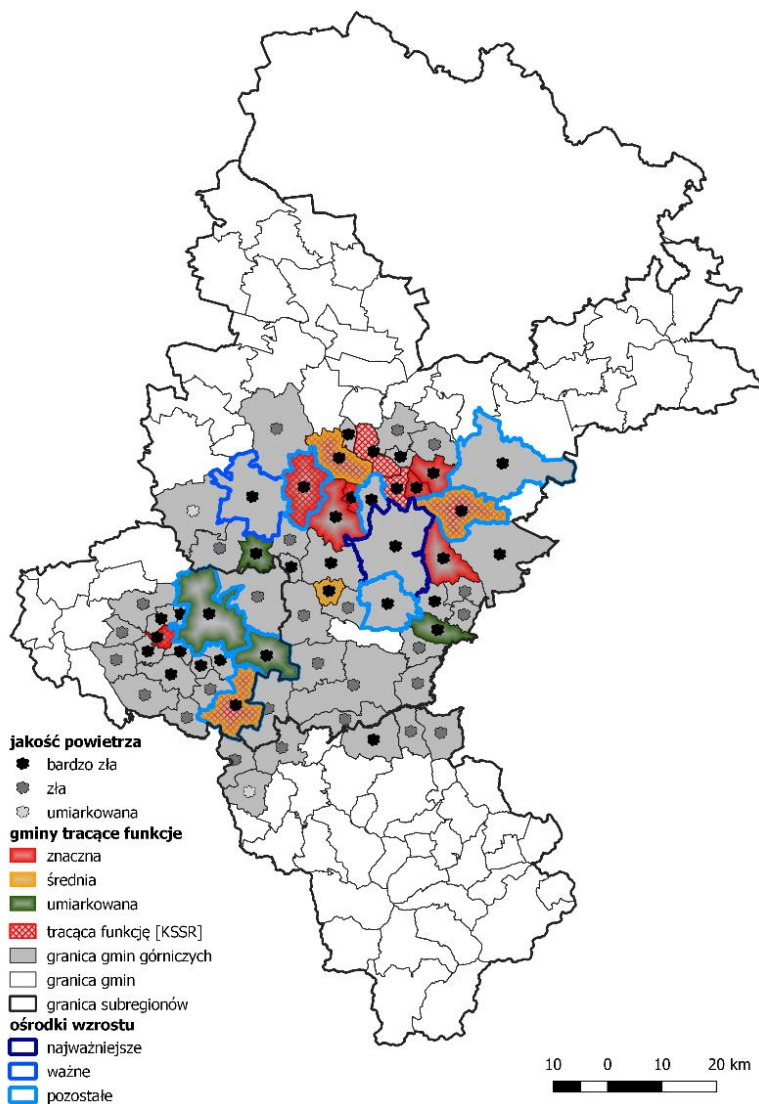 jakość powietrza
bardzo zła
zła
umiarkowana
gminy tracące funkcje
znaczna
średnia
umiarkowana
tracąca funkcję [KSSR]
granica gmin górniczych
granica gmin
granica subregionów
ośrodki wzrostu
najważniejsze
ważne
pozostałe
10 0 10 20 km